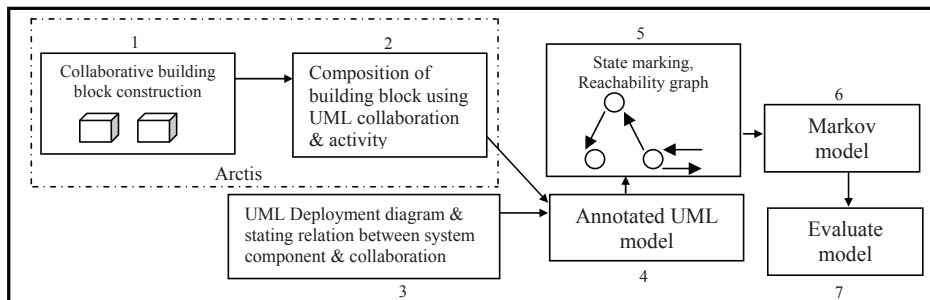 1
Collaborative building
block construction
2
Composition of
building block using
UML collaboration
& activity
Arctis
UML Deployment diagram &
stating relation between system
component & collaboration
3
Annotated UML
model
4
5
State marking,
Reachability graph
6
Markov
model
Evaluate
model
7